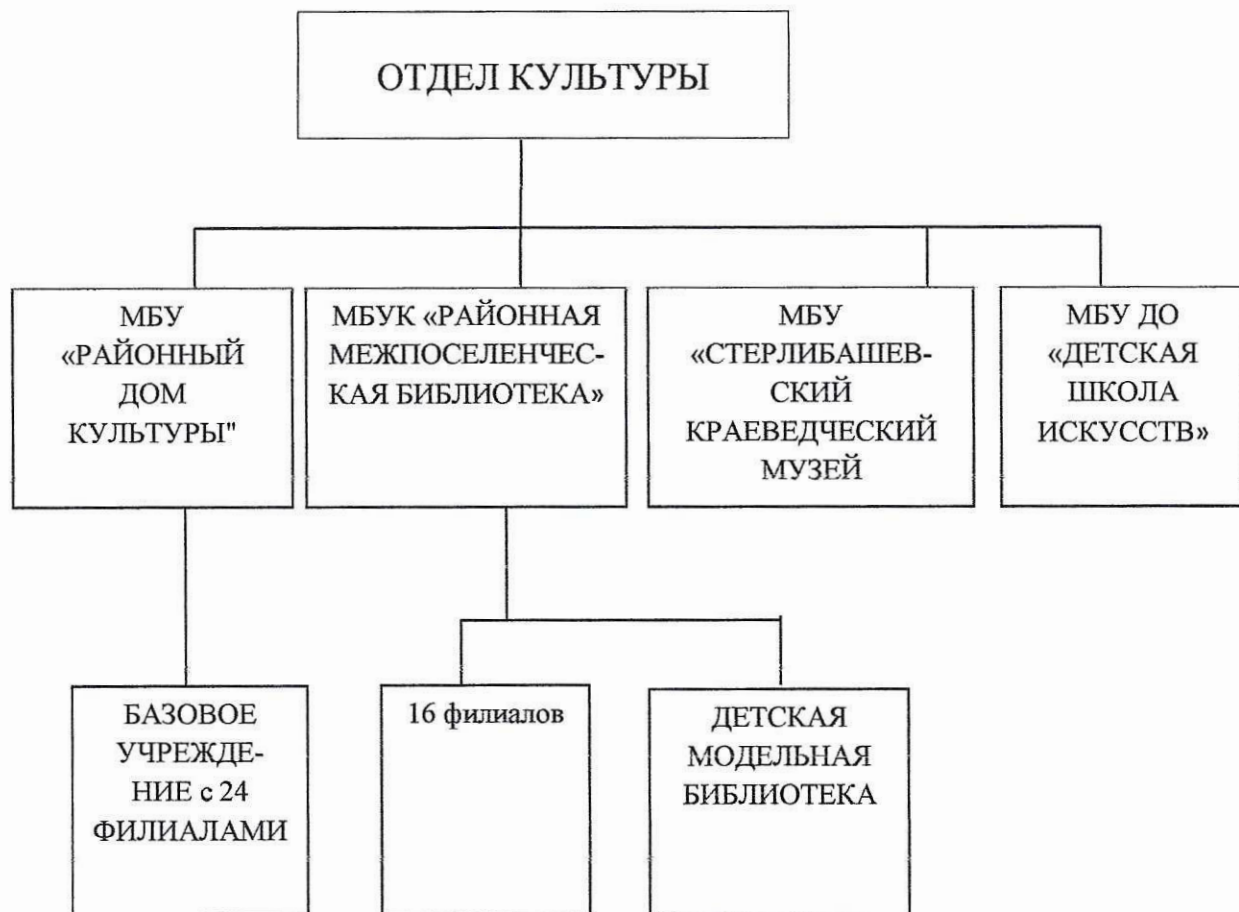 ОТДЕЛ КУЛЬТУРЫ
МБУ
«РАЙОННЫЙ
ДОМ
КУЛЬТУРЫ"
МБУК «РАЙОННАЯ
МЕЖПОСЕЛЕНЧЕС-
КАЯ БИБЛИОТЕКА»
МБУ
«СТЕРЛИБАШЕВ-
СКИЙ
КРАЕВЕДЧЕСКИЙ
МУЗЕЙ
МБУ ДО
«ДЕТСКАЯ
ШКОЛА
ИСКУССТВ»
БАЗОВОЕ
УЧРЕЖДЕ-
НИЕ с 24
ФИЛИАЛАМИ
16 филиалов
ДЕТСКАЯ
МОДЕЛЬНАЯ
БИБЛИОТЕКА